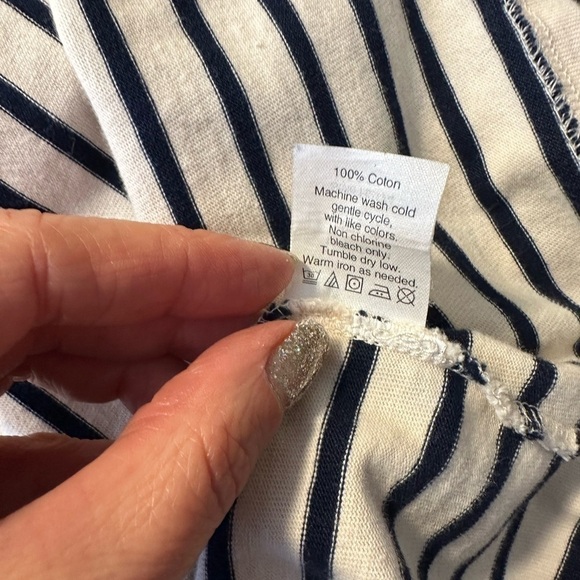 100% Coton
Machine wash cold
gentle cycle,
with like colors.
Non chlorine
bleach only.
Tumble dry low.
Warm iron as needed.